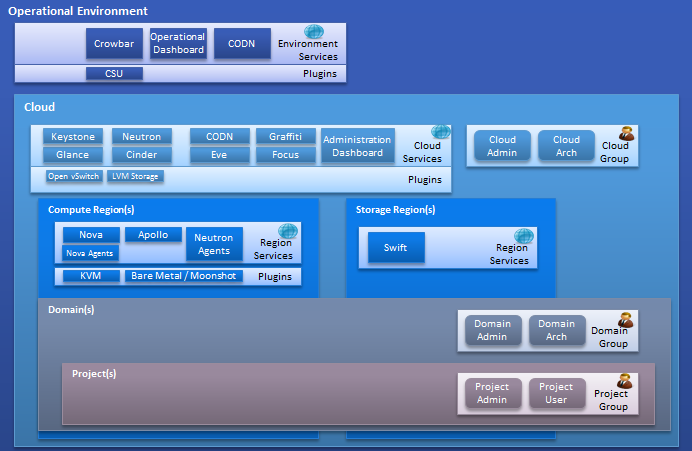 Operational Environment
Crowbar
Operational
Dashboard
CODN
Environment
Services
CSU
Plugins
Cloud
Keystone
Neutron
CODN
Graffiti
Administration
Dashboard
Cloud
Services
Glance
Cinder
Eve
Focus
Open vSwitch
LVM Storage
Plugins
Cloud
Admin
Cloud
Arch
Cloud
Group
Compute Region(s)
Nova
Apollo
Neutron
Agents
Region
Services
Nova Agents
KVM
Bare Metal / Moonshot
Plugins
Storage Region(s)
Swift
Region
Services
Domain(s)
Domain
Admin
Domain
Arch
Domain
Group
Project(s)
Project
Admin
Project
User
Project
Group